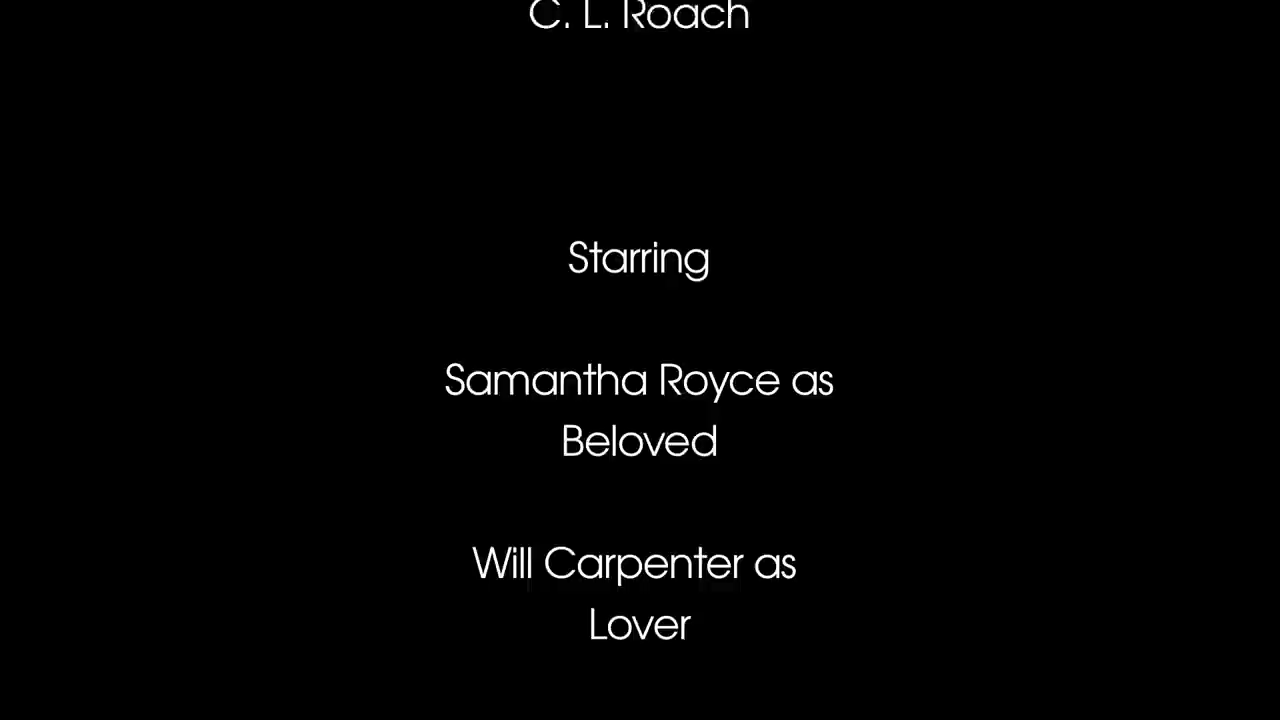 C. L. Roach
Starring
Samantha Royce as
Beloved
Will Carpenter as
Lover